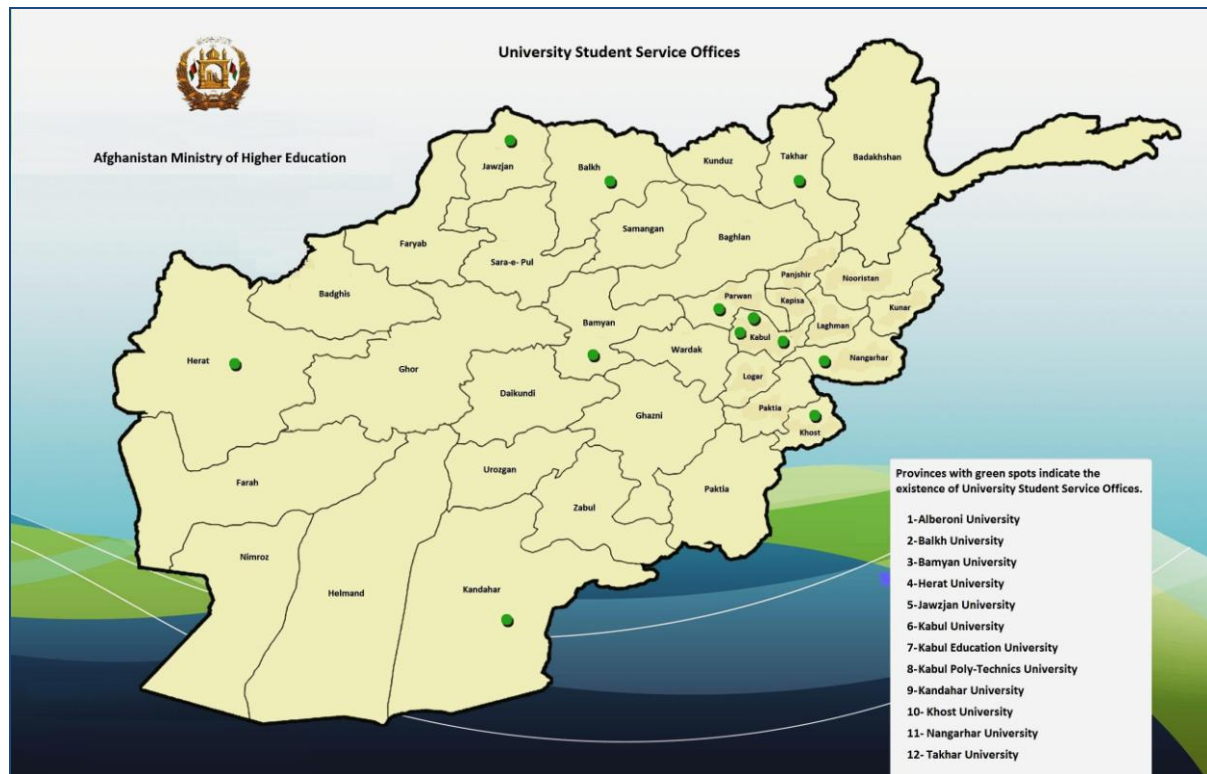 University Student Service Offices
Afghanistan Ministry of Higher Education
Jawzjan
Balkh
Kunduz
Takhar
Badakhshan
Faryab
Samangan
Baghlan
Sara-e- Pul
Badghis
Panjshir
Nooristan
Parwan
Kapisa
Kunar
Bamyan
Laghman
Kabul
Herat
Wardak
Nangarhar
Ghor
Logar
Daikundi
Ghazni
Paktia
Khost
Urozgan
Farah
Paktia
Zabul
Nimroz
Helmand
Kandahar
Provinces with green spots indicate the
existence of University Student Service Offices.
1-Alberoni University
2-Balkh University
3-Bamyan University
4-Herat University
5-Jawzjan University
6-Kabul University
7-Kabul Education University
8-Kabul Poly-Technics University
9-Kandahar University
10- Khost University
11- Nangarhar University
12- Takhar University